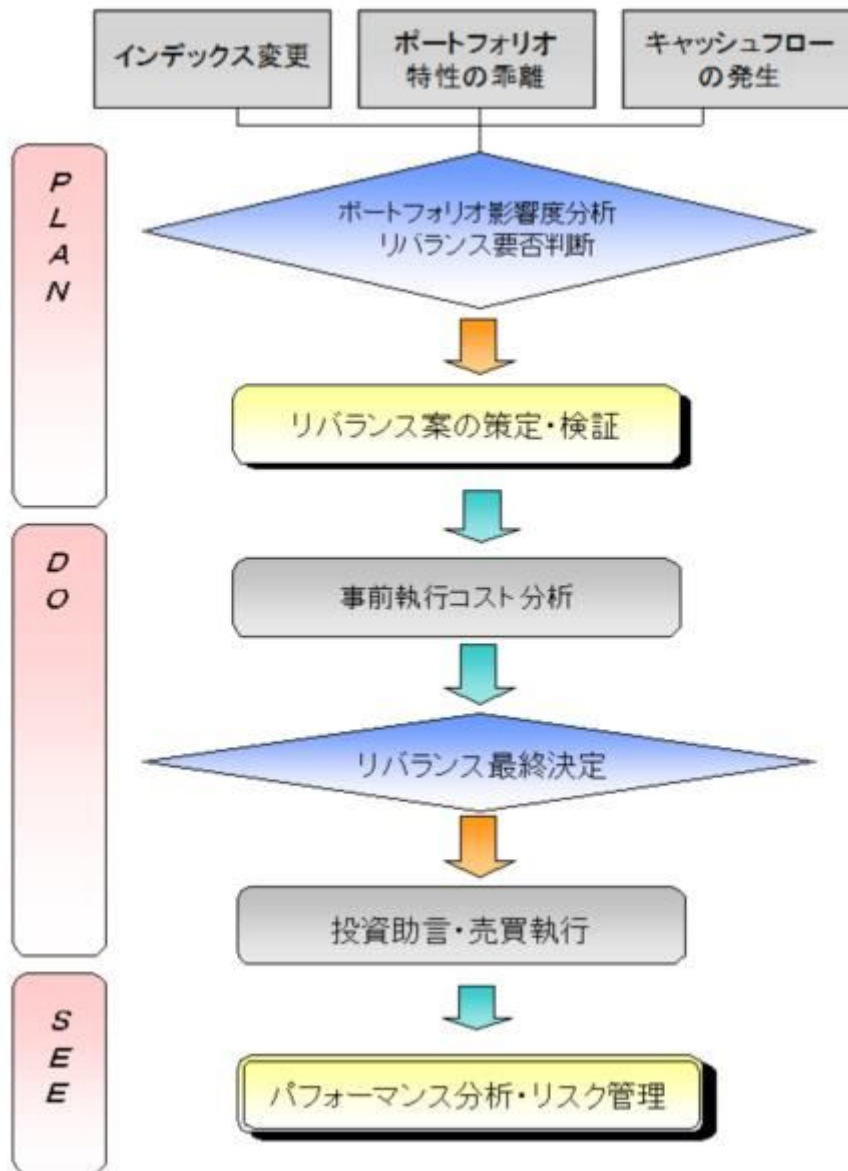 インデックス変更
ポートフォリオ
特性の乖離
キャッシュフロー
の発生
P
L
A
N
ポートフォリオ影響度分析
リバランス要否判断
リバランス案の策定・検証
D
O
事前執行コスト分析
リバランス最終決定
投資助言・売買執行
S
E
E
パフォーマンス分析・リスク管理